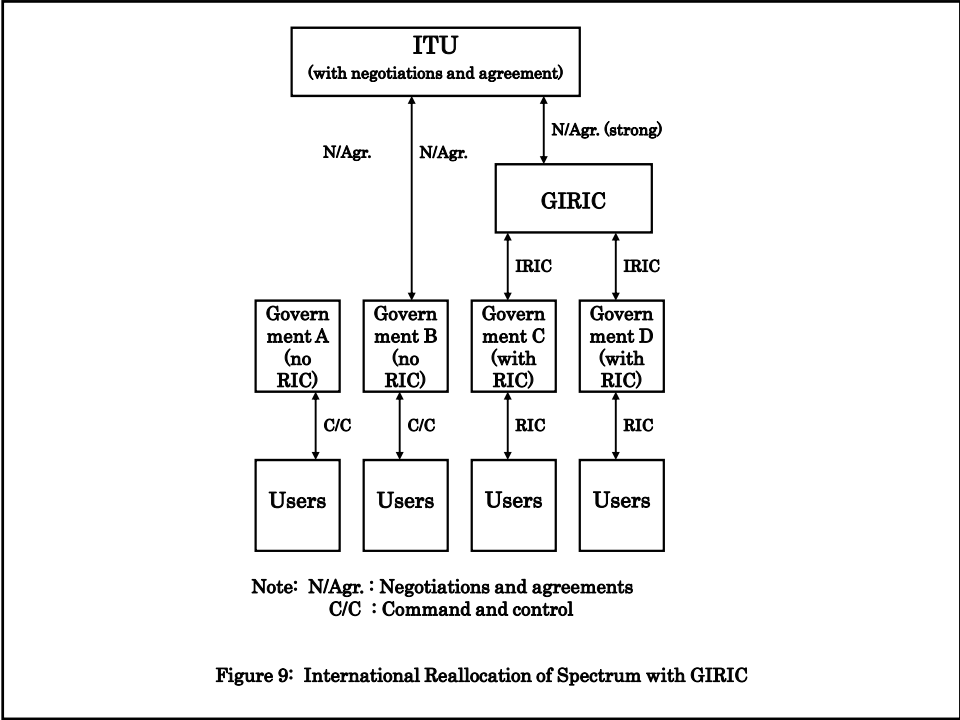 ITU
(with negotiations and agreement)
N/Agr. (strong)
N/Agr.
N/Agr.
GIRIC
IRIC
IRIC
Govern
ment A
(no
RIC)
Govern
ment B
(no
RIC)
Govern
ment C
(with
RIC)
Govern
ment D
(with
RIC)
C/C
C/C
RIC
RIC
Users
Users
Users
Users
Note: N/Agr. : Negotiations and agreements
C/C : Command and control
Figure 9: International Reallocation of Spectrum with GIRIC